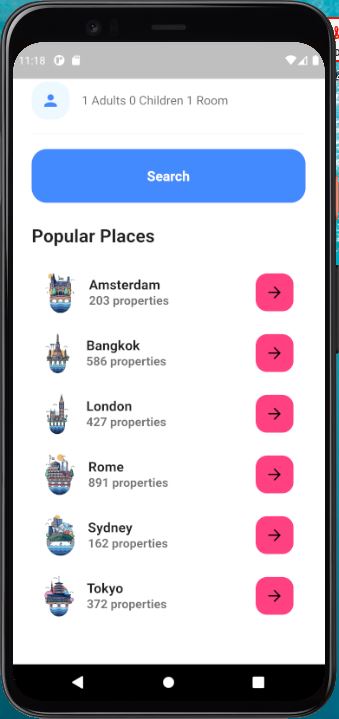 11:18
1 Adults 0 Children 1 Room
Search
Popular Places
Amsterdam
203 properties
Bangkok
586 properties
London
427 properties
Rome
891 properties
Sydney
162 properties
Tokyo
372 properties